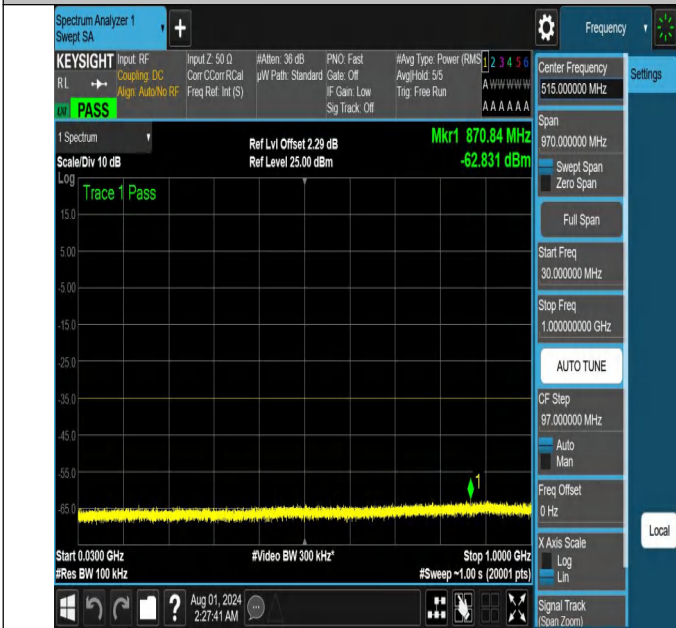 Spectrum Analyzer 1
Swept SA
+
Frequency
KEYSIGHT
RL
PASS
Input: RF
Coupling: DC
Align: Auto/No RF
Input Z: 50 Ω
Corr CCorr RCal
Freq Ref: Int (S)
#Atten: 36 dB
µW Path: Standard
PNO: Fast
Gate: Off
IF Gain: Low
Sig Track: Off
#Avg Type: Power (RMS
Avg|Hold: 5/5
Trig: Free Run
1 2 3 4 5 6
A W W W W W
A A A A A A
1 Spectrum
Scale/Div 10 dB
Log
Ref Lvl Offset 2.29 dB
Ref Level 25.00 dBm
Mkr1 870.84 MHz
-62.831 dBm
Trace 1 Pass
15.0
5.00
-5.00
-15.0
-25.0
-35.0
-45.0
-55.0
-65.0
1
Start 0.0300 GHz
#Res BW 100 kHz
#Video BW 300 kHz*
Stop 1.0000 GHz
#Sweep ~1.00 s (20001 pts)
?
Aug 01, 2024
2:27:41 AM
Center Frequency
515.000000 MHz
Span
970.000000 MHz
Swept Span
Zero Span
Full Span
Start Freq
30.000000 MHz
Stop Freq
1.000000000 GHz
AUTO TUNE
CF Step
97.000000 MHz
Auto
Man
Freq Offset
0 Hz
X Axis Scale
Log
Lin
Signal Track
(Span Zoom)
Settings
Local